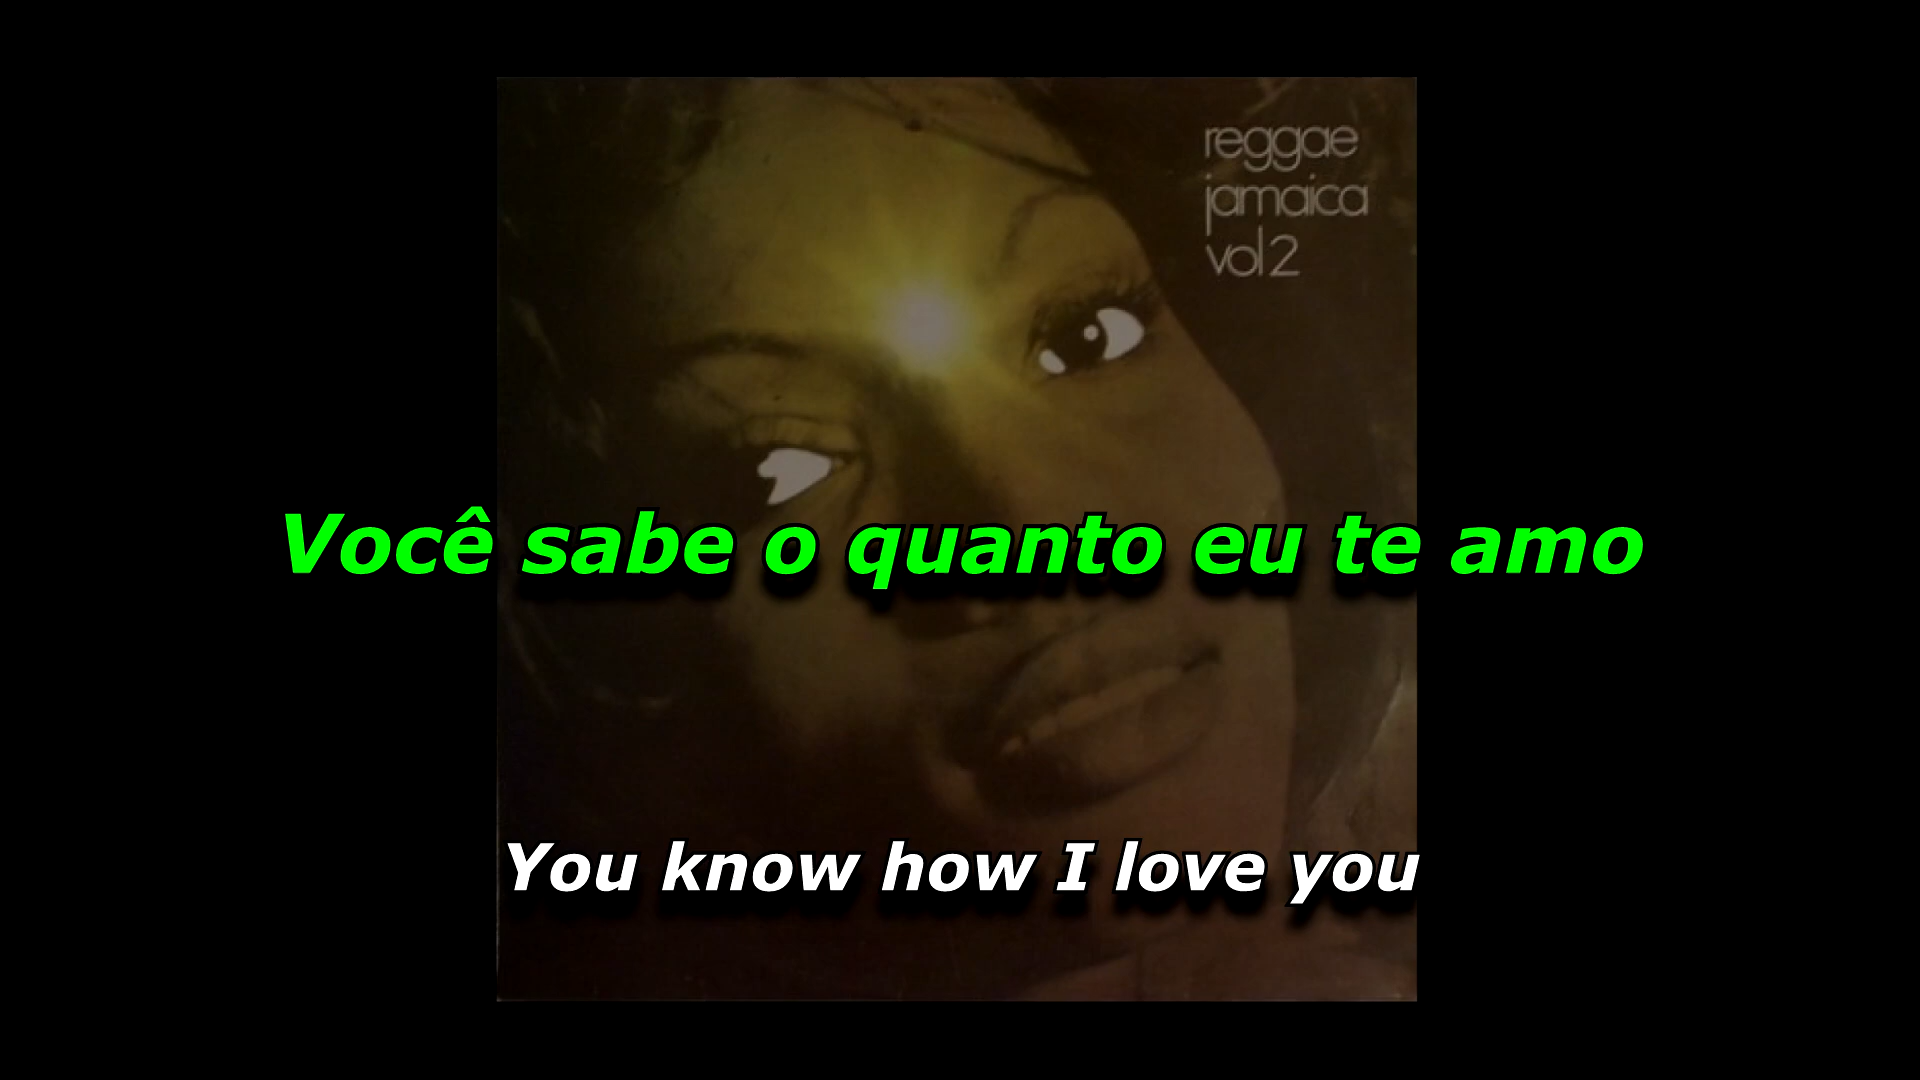 reggae
jamaica
vol 2
Você sabe o quanto eu te amo
You know how I love you